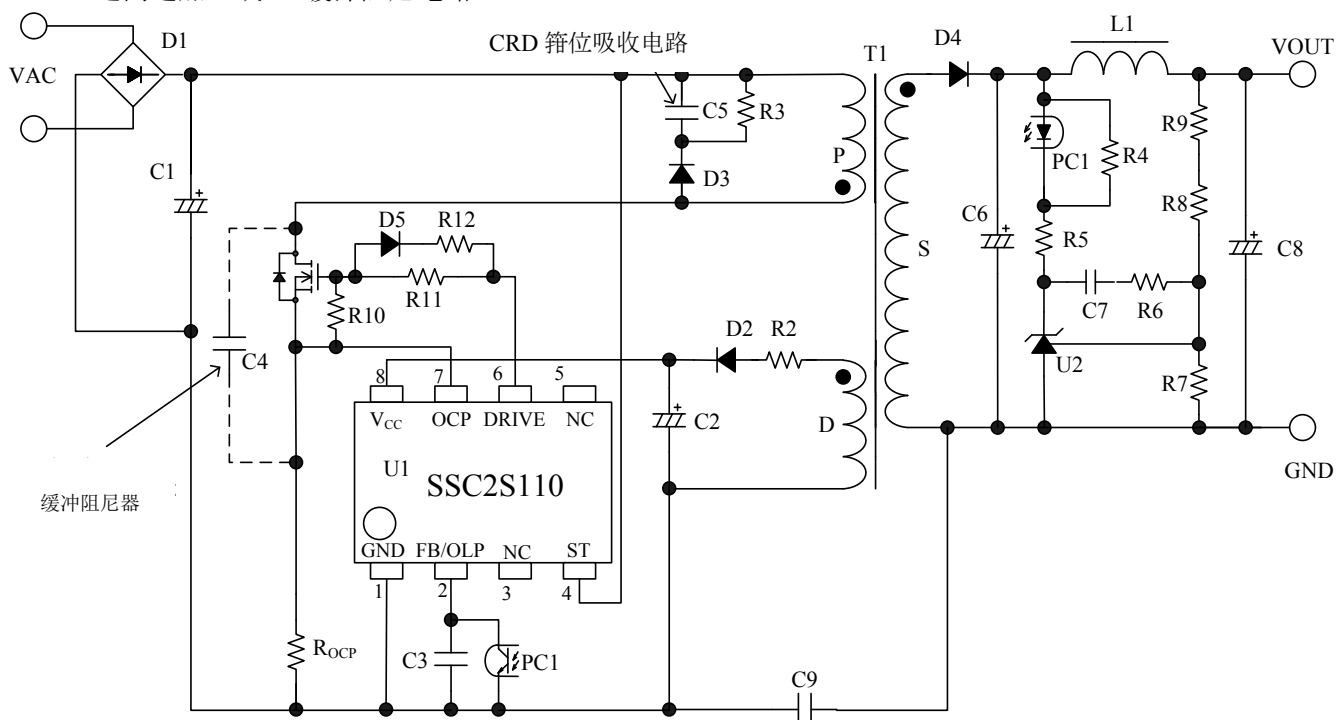 D1
CRD 箝位吸收电路
T1
D4
L1
VOUT
VAC
C5
R3
R9
PC1
R4
C1
P
D3
D5
R12
C6
R8
R5
S
C8
R11
R10
C7
R6
D2
R2
C4
U2
R7
8
7
6
5
VCC
OCP
DRIVE
NC
C2
D
U1
SSC2S110
GND
缓冲阻尼器
GND
FB/OLP
NC
ST
1
2
3
4
ROCP
C3
PC1
C9